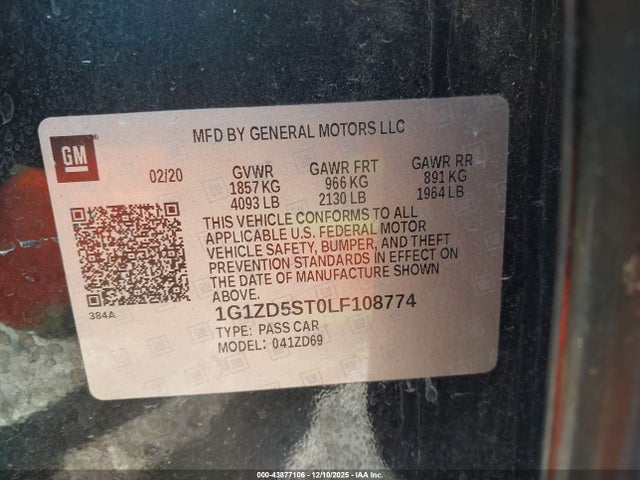 MFD BY GENERAL MOTORS LLC
GM
02/20 GVWR GAWR FRT GAWR RR
1857 KG 966 KG 891 KG
4093 LB 2130 LB 1964 LB
THIS VEHICLE CONFORMS TO ALL
APPLICABLE U.S. FEDERAL MOTOR
VEHICLE SAFETY, BUMPER, AND THEFT
PREVENTION STANDARDS IN EFFECT ON
THE DATE OF MANUFACTURE SHOWN
ABOVE.
384A
1G1ZD5ST0LF108774
TYPE: PASS CAR
MODEL: 041ZD69
000-43877106 - 12/10/2025 - IAA Inc.